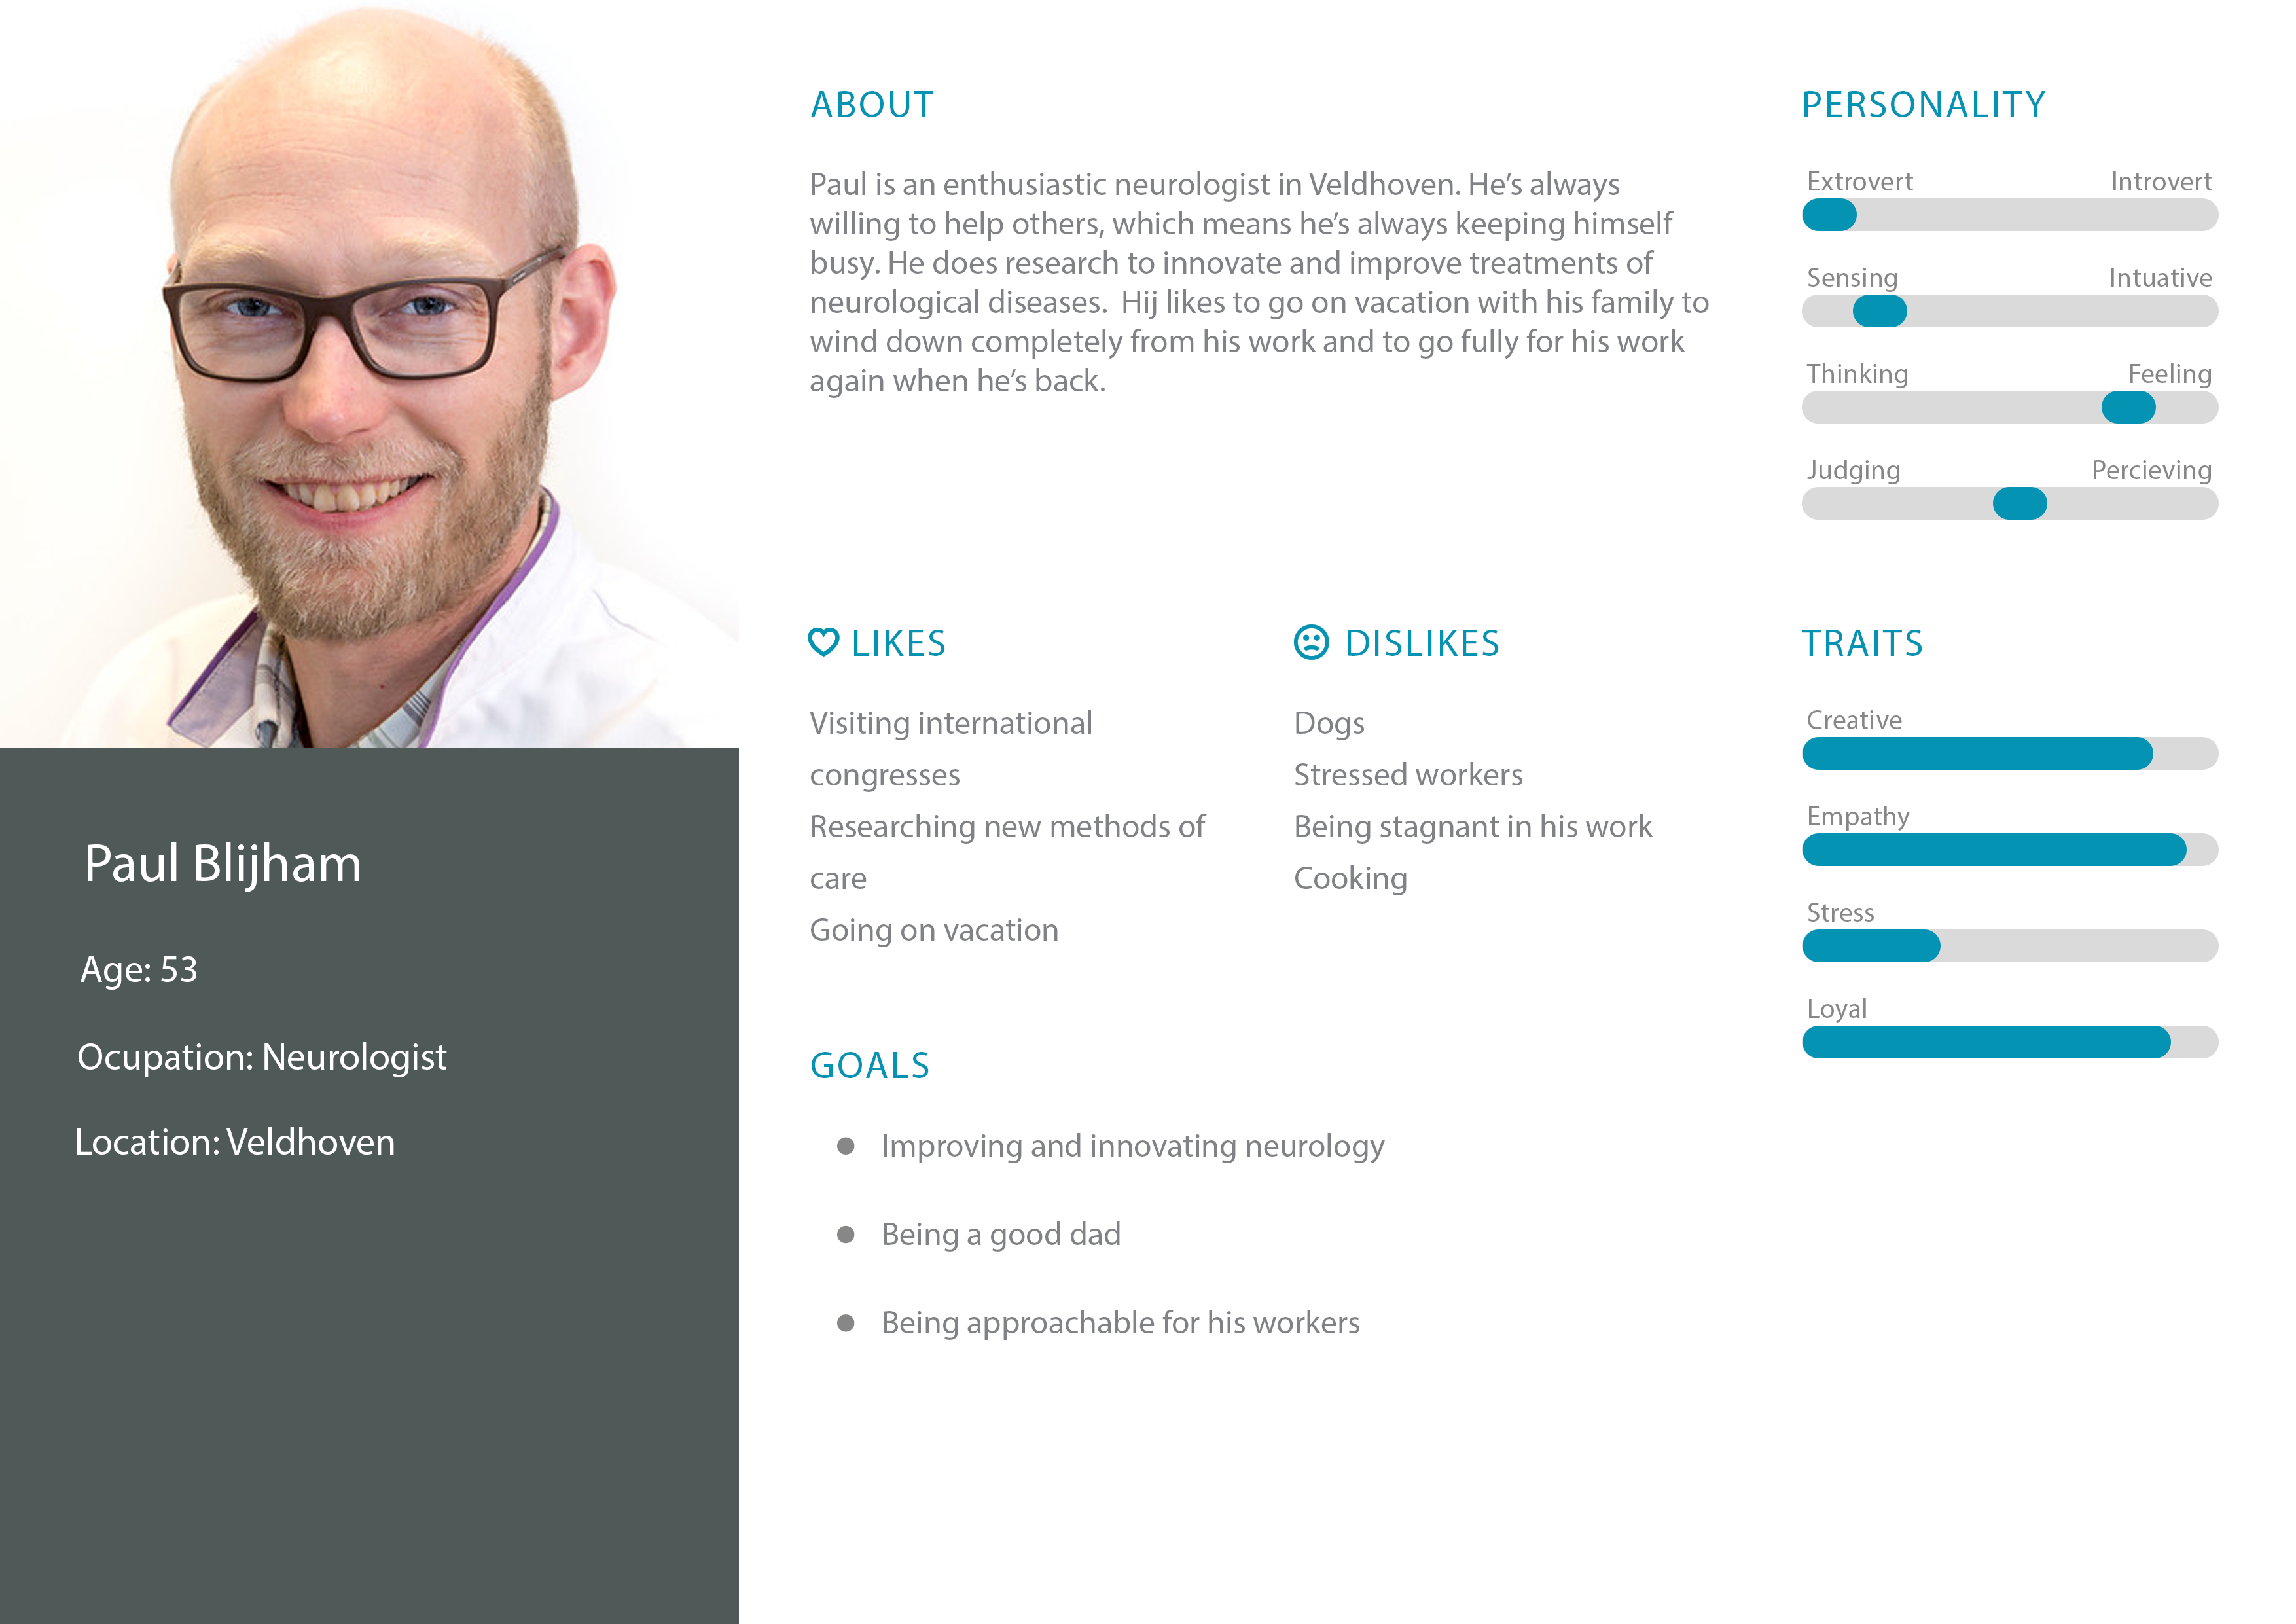 Paul Blijham
Age: 53
Ocupation: Neurologist
Location: Veldhoven
ABOUT
Paul is an enthusiastic neurologist in Veldhoven. He’s always
willing to help others, which means he’s always keeping himself
busy. He does research to innovate and improve treatments of
neurological diseases.  Hij likes to go on vacation with his family to
wind down completely from his work and to go fully for his work
again when he’s back.
LIKES
Visiting international
congresses
Researching new methods of
care
Going on vacation
DISLIKES
Dogs
Stressed workers
Being stagnant in his work
Cooking
GOALS
Improving and innovating neurology
Being a good dad
Being approachable for his workers
PERSONALITY
Extrovert Introvert
Sensing Intuative
Thinking Feeling
Judging Percieving
TRAITS
Creative
Empathy
Stress
Loyal